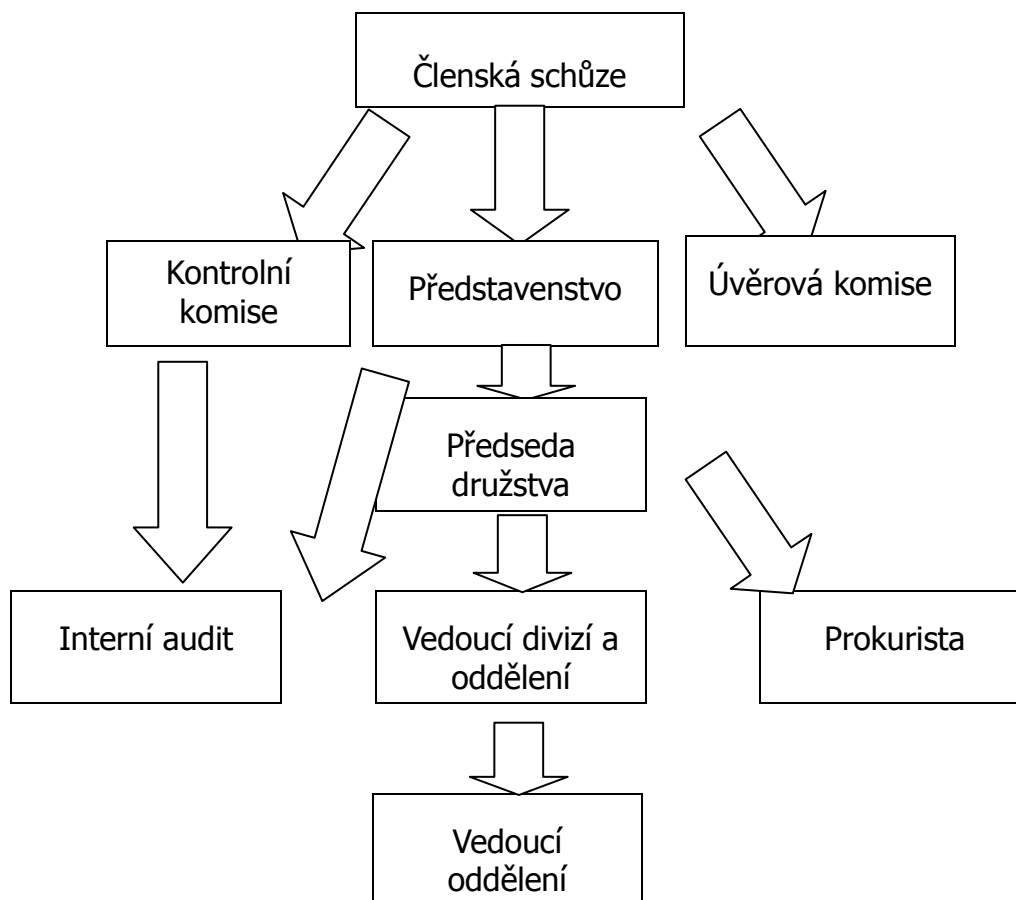 Členská schůze
Kontrolní
komise
Představenstvo
Úvěrová komise
Předseda
družstva
Interní audit
Vedoucí divizí a
oddělení
Prokurista
Vedoucí
oddělení